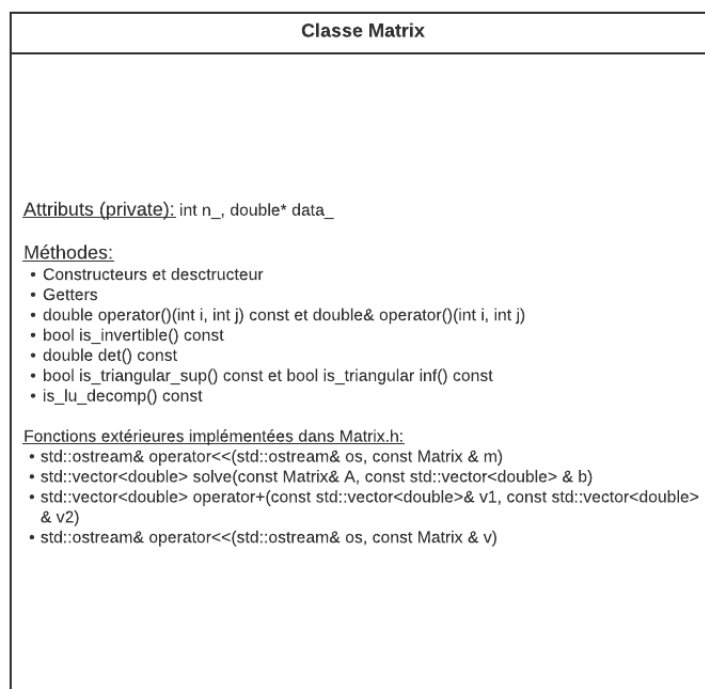 Classe Matrix
Attributs (private): int n_, double* data_
Méthodes:
• Constructeurs et desctructeur
• Getters
• double operator()(int i, int j) const et double& operator()(int i, int j)
• bool is_invertible() const
• double det() const
• bool is_triangular_sup() const et bool is_triangular inf() const
• is_lu_decomp() const
Fonctions extérieures implémentées dans Matrix.h:
• std::ostream& operator<<(std::ostream& os, const Matrix & m)
• std::vector<double> solve(const Matrix& A, const std::vector<double> & b)
• std::vector<double> operator+(const std::vector<double>& v1, const std::vector<double>
& v2)
• std::ostream& operator<<(std::ostream& os, const Matrix & v)